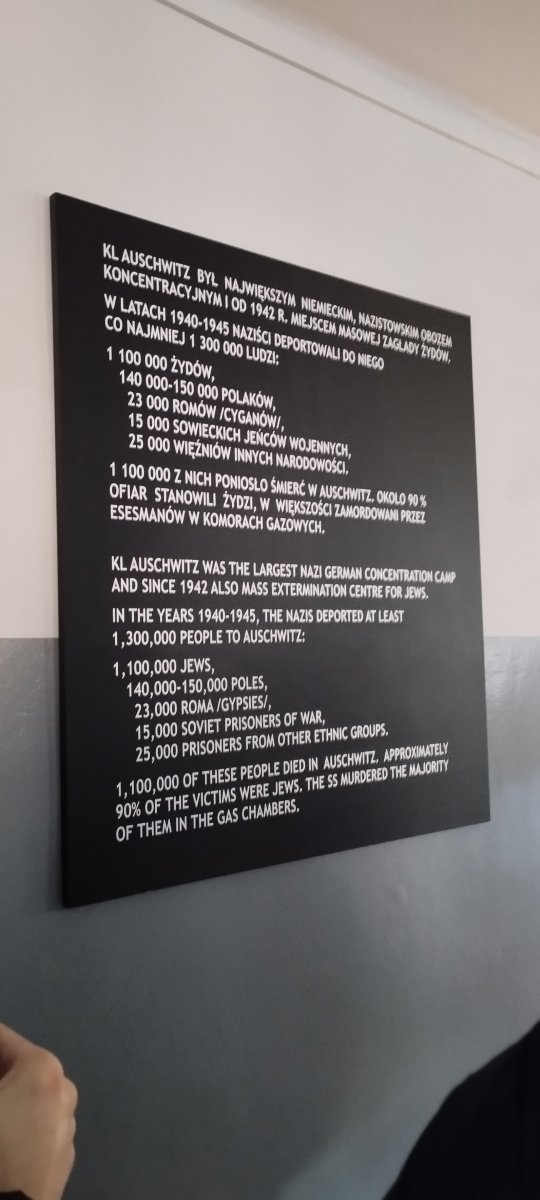 KL AUSCHWITZ BYŁ NAJWIĘKSZYM NIEMIECKIM, NAZISTOWSKIM OBOZEM
KONCENTRACYJNYM I OD 1942 R. MIEJSCEM MASOWEJ ZAGŁADY ŻYDÓW.
W LATACH 1940-1945 NAZIŚCI DEPORTOWALI DO NIEGO
CO NAJMNIEJ 1 300 000 LUDZI:
1 100 000 ŻYDÓW,
140 000-150 000 POLAKÓW,
23 000 ROMÓW /CYGANÓW/,
15 000 SOWIECKICH JEŃCÓW WOJENNYCH,
25 000 WIĘŹNIÓW INNYCH NARODOWOŚCI.
1 100 000 Z NICH PONIOSŁO ŚMIERĆ W AUSCHWITZ. OKOŁO 90 %
OFIAR STANOWILI ŻYDZI, W WIĘKSZOŚCI ZAMORDOWANI PRZEZ
ESESMANÓW W KOMORACH GAZOWYCH.
KL AUSCHWITZ WAS THE LARGEST NAZI GERMAN CONCENTRATION CAMP
AND SINCE 1942 ALSO MASS EXTERMINATION CENTRE FOR JEWS.
IN THE YEARS 1940-1945, THE NAZIS DEPORTED AT LEAST
1,300,000 PEOPLE TO AUSCHWITZ:
1,100,000 JEWS,
140,000-150,000 POLES,
23,000 ROMA /GYPSIES/,
15,000 SOVIET PRISONERS OF WAR,
25,000 PRISONERS FROM OTHER ETHNIC GROUPS.
1,100,000 OF THESE PEOPLE DIED IN AUSCHWITZ. APPROXIMATELY
90% OF THE VICTIMS WERE JEWS. THE SS MURDERED THE MAJORITY
OF THEM IN THE GAS CHAMBERS.